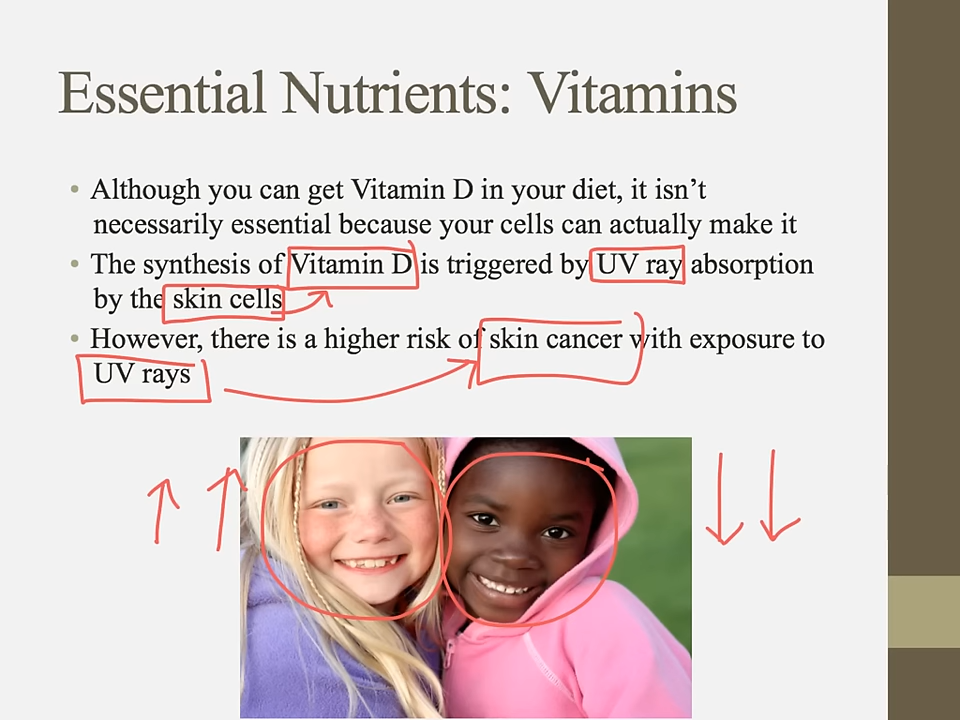 Essential Nutrients: Vitamins
• Although you can get Vitamin D in your diet, it isn’t
necessarily essential because your cells can actually make it
• The synthesis of Vitamin D is triggered by UV ray absorption
by the skin cells
• However, there is a higher risk of skin cancer with exposure to
UV rays